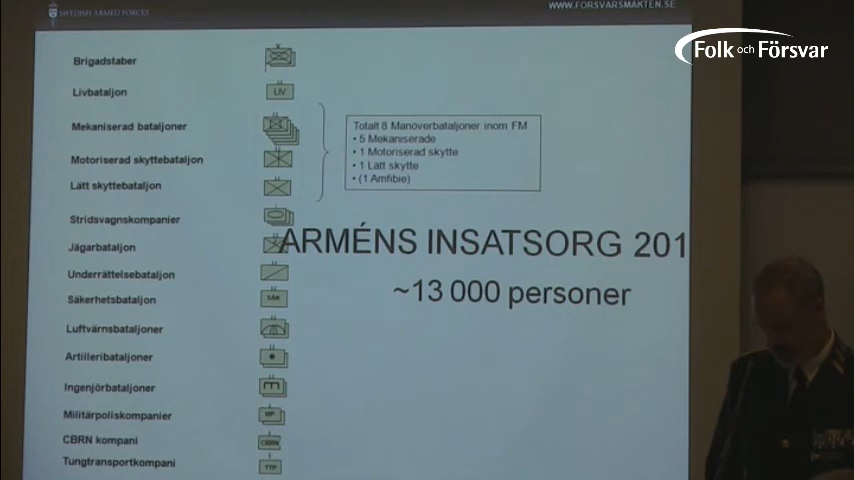 SWEDISH ARMED FORCES
WWW.FORSVARSMAKTEN.SE
Folk och Försvar
Brigadstaber
Livbataljon
LIV
Mekaniserad bataljoner
Motoriserad skyttebataljon
Lätt skyttebataljon
Totalt 8 Manöverbataljoner inom FM
• 5 Mekaniserade
• 1 Motoriserad skytte
• 1 Lätt skytte
• (1 Amfibie)
Stridsvagnskompanier
Jägarbataljon
ARMÉNS INSATSORG 201
~13 000 personer
Underrättelsebataljon
Säkerhetsbataljon
SÄK
Luftvärnsbataljoner
Artilleribataljoner
Ingenjörbataljoner
Militärpoliskompanier
MP
CBRN kompani
CBRN
Tungtransportkompani
TTP